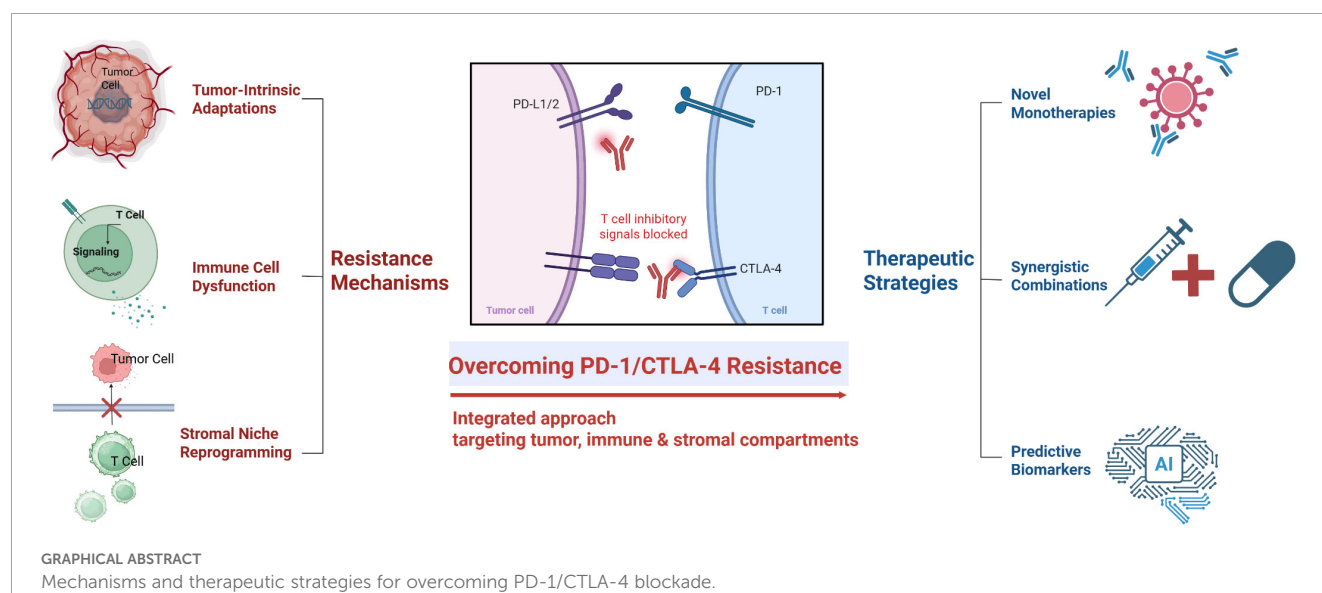 Tumor
Cell
Tumor-Intrinsic
Adaptations
T Cell
Signaling
Immune Cell
Dysfunction
Tumor Cell
T Cell
Stromal Niche
Reprogramming
Resistance
Mechanisms
PD-L1/2
PD-1
T cell inhibitory
signals blocked
CTLA-4
Tumor cell
T cell
Overcoming PD-1/CTLA-4 Resistance
Integrated approach
targeting tumor, immune & stromal compartments
Therapeutic
Strategies
Novel
Monotherapies
Synergistic
Combinations
Predictive
Biomarkers
AI
GRAPHICAL ABSTRACT
Mechanisms and therapeutic strategies for overcoming PD-1/CTLA-4 blockade.